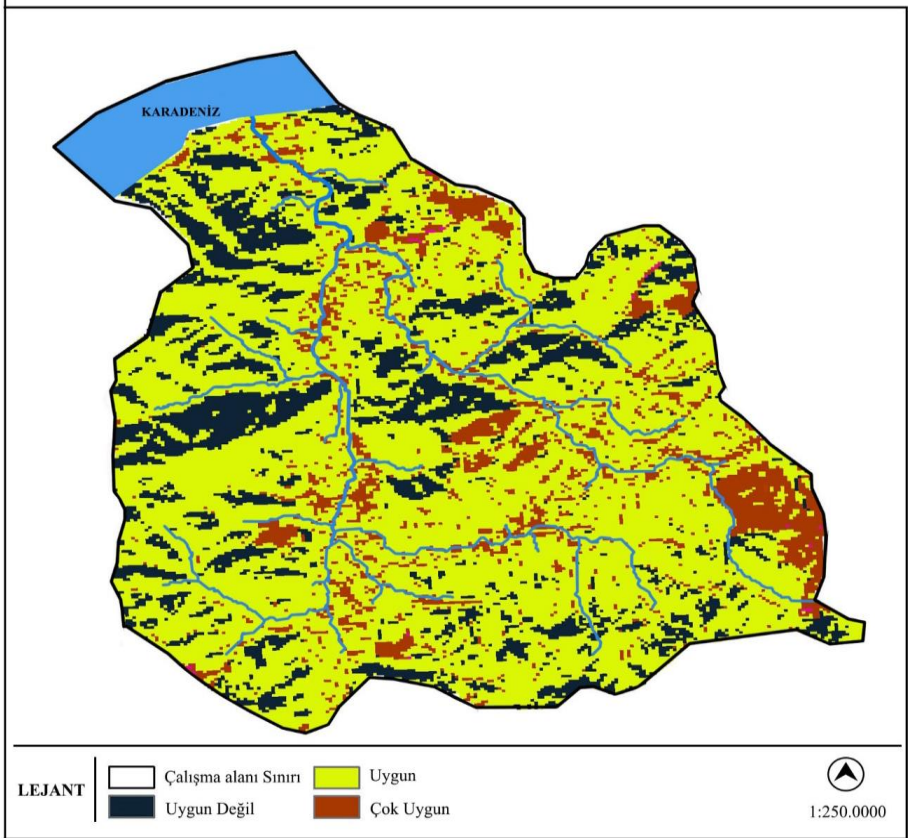 KARADENİZ
LEJANT
Çalışma alanı Sınırı
Uygun
Uygun Değil
Çok Uygun
1:250.0000